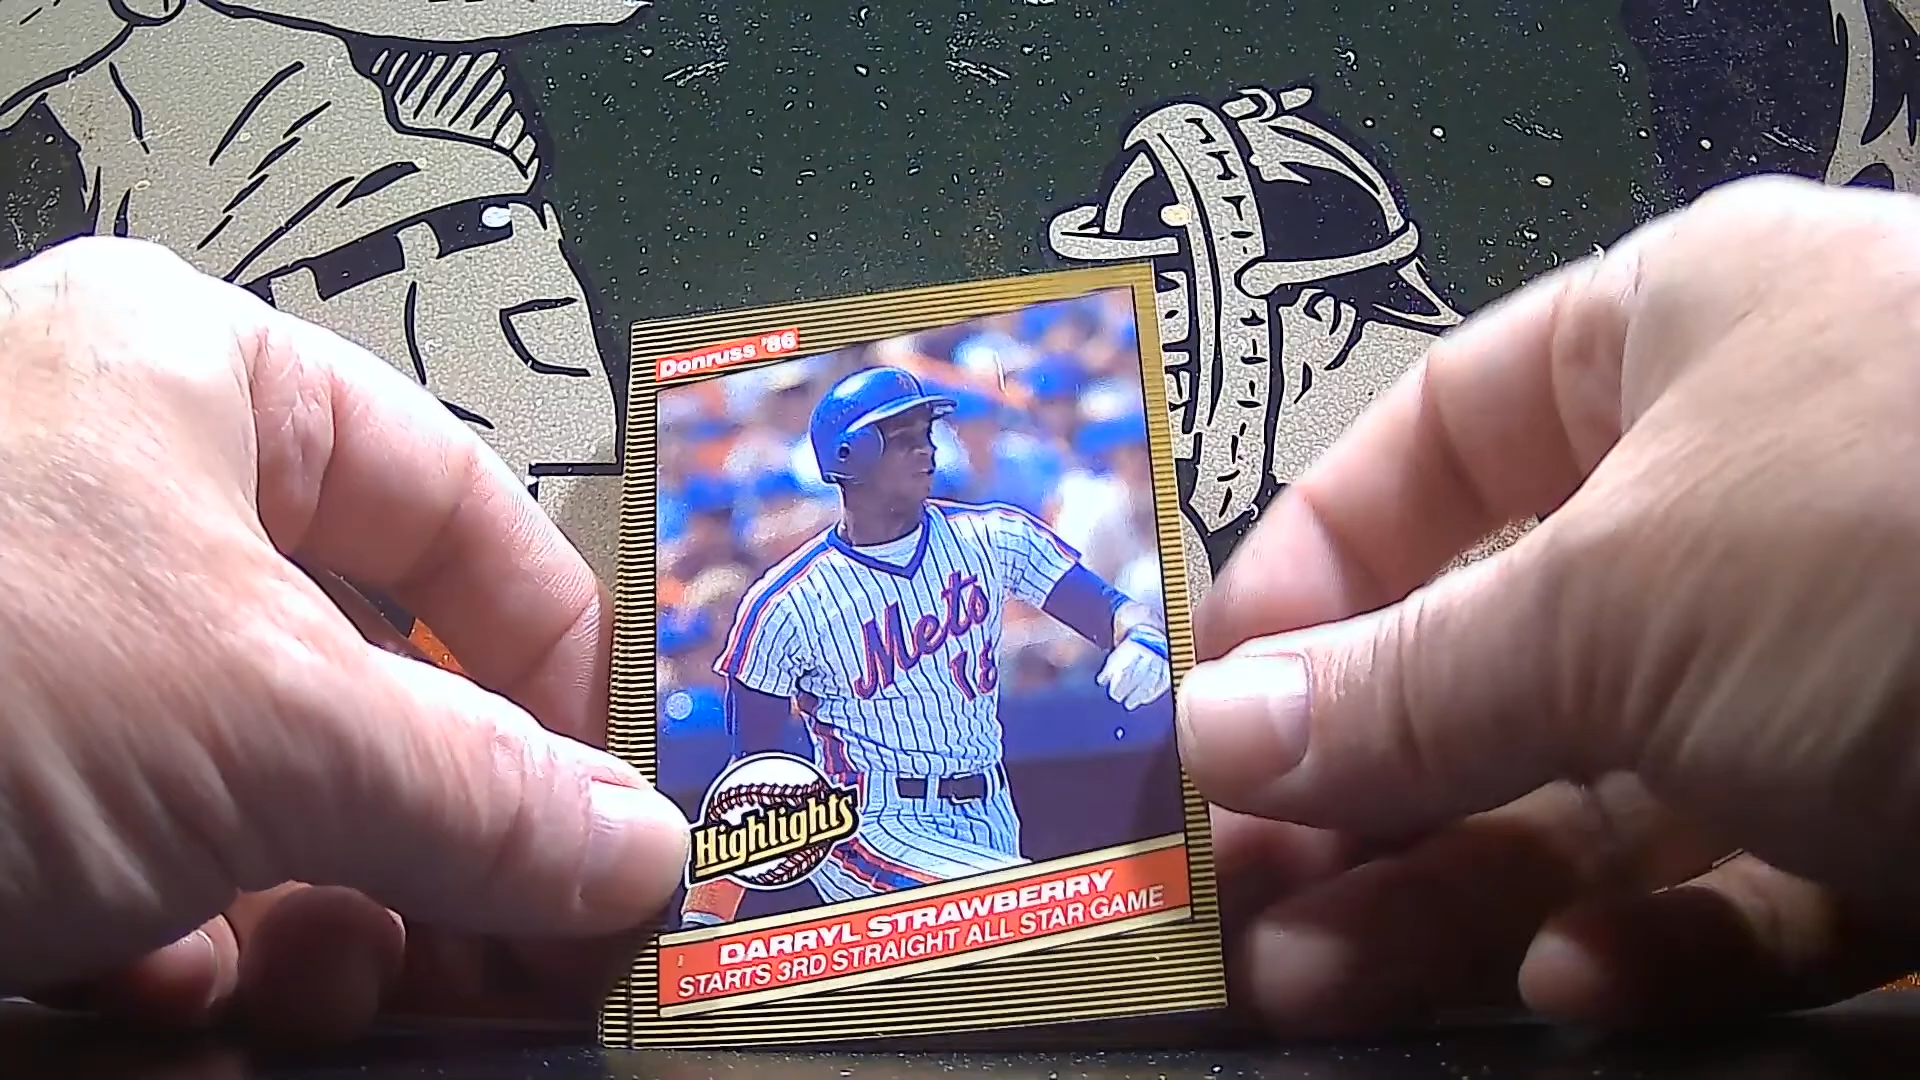 Donruss '86
Mets
18
Highlights
DARRYL STRAWBERRY
STARTS 3RD STRAIGHT ALL STAR GAME